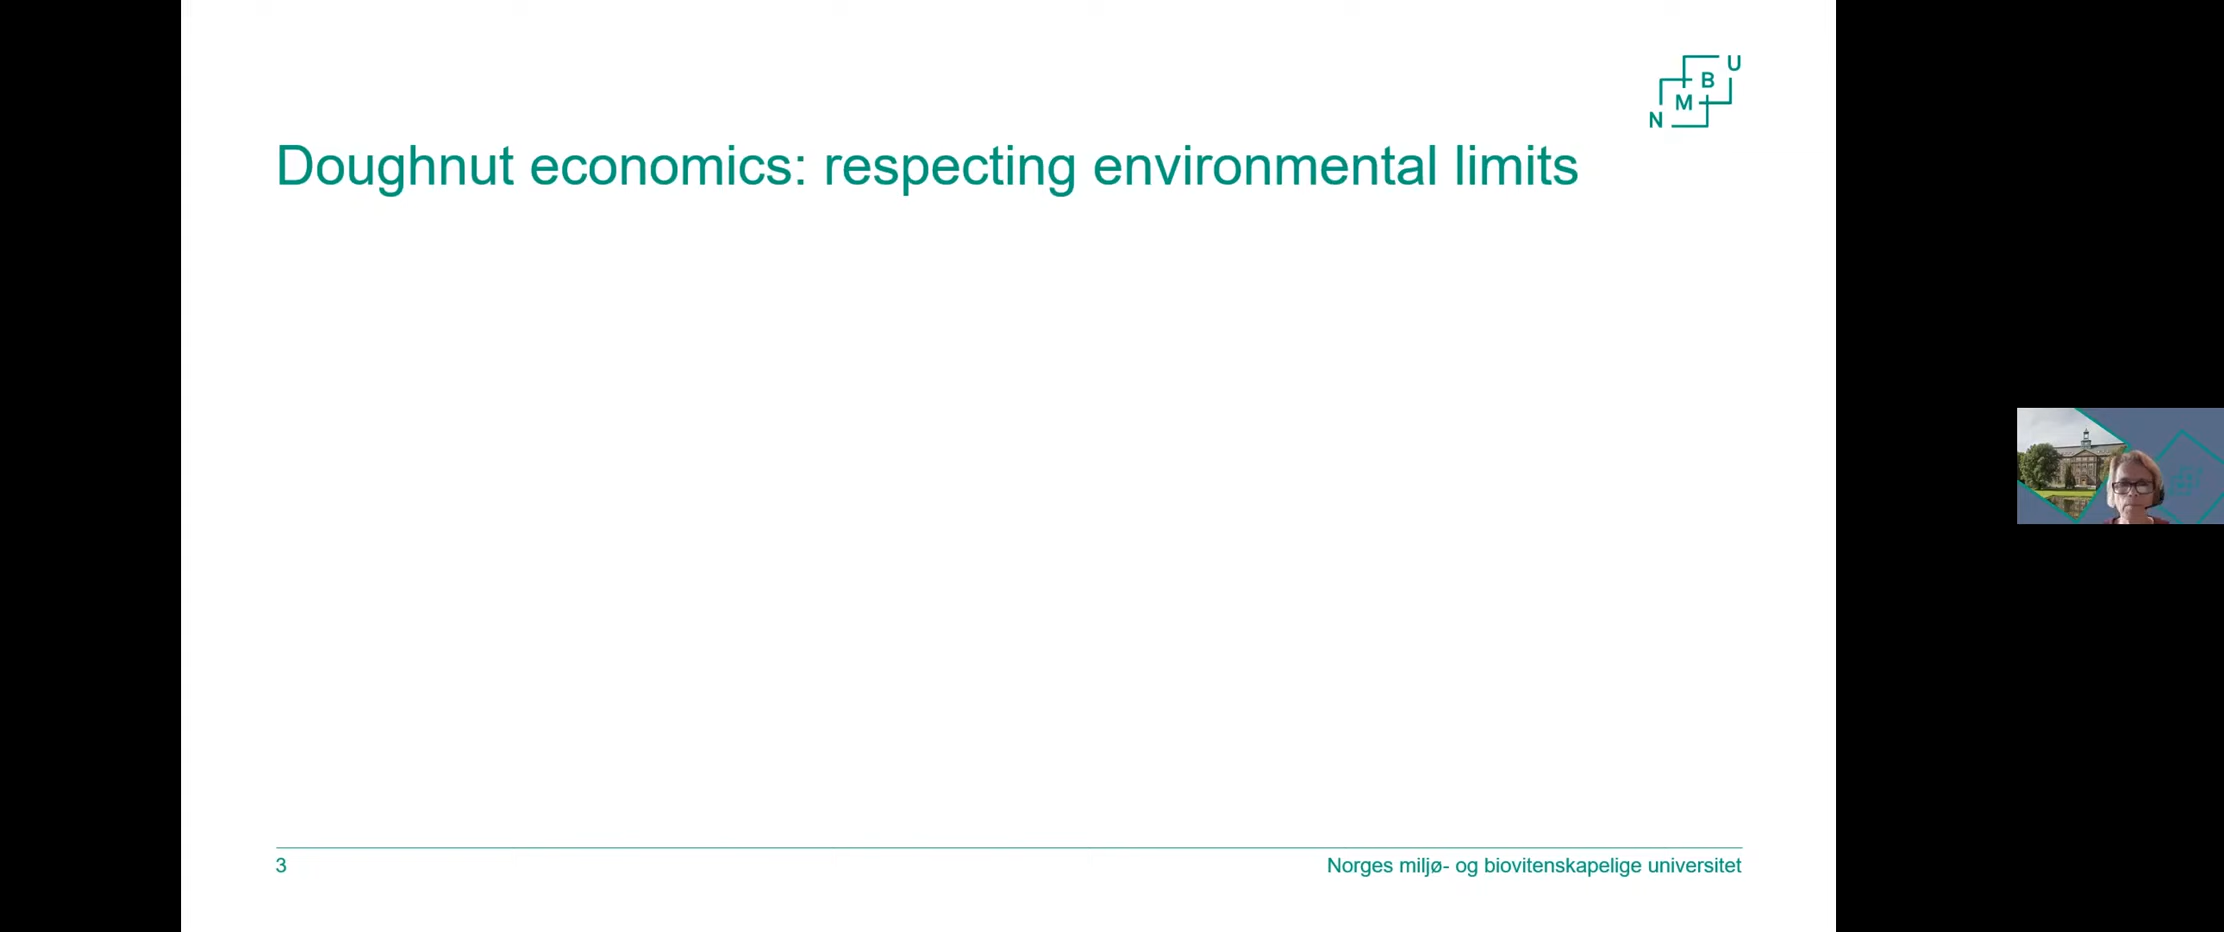 U
B
M
N
Doughnut economics: respecting environmental limits
3
Norges miljø- og biovitenskapelige universitet